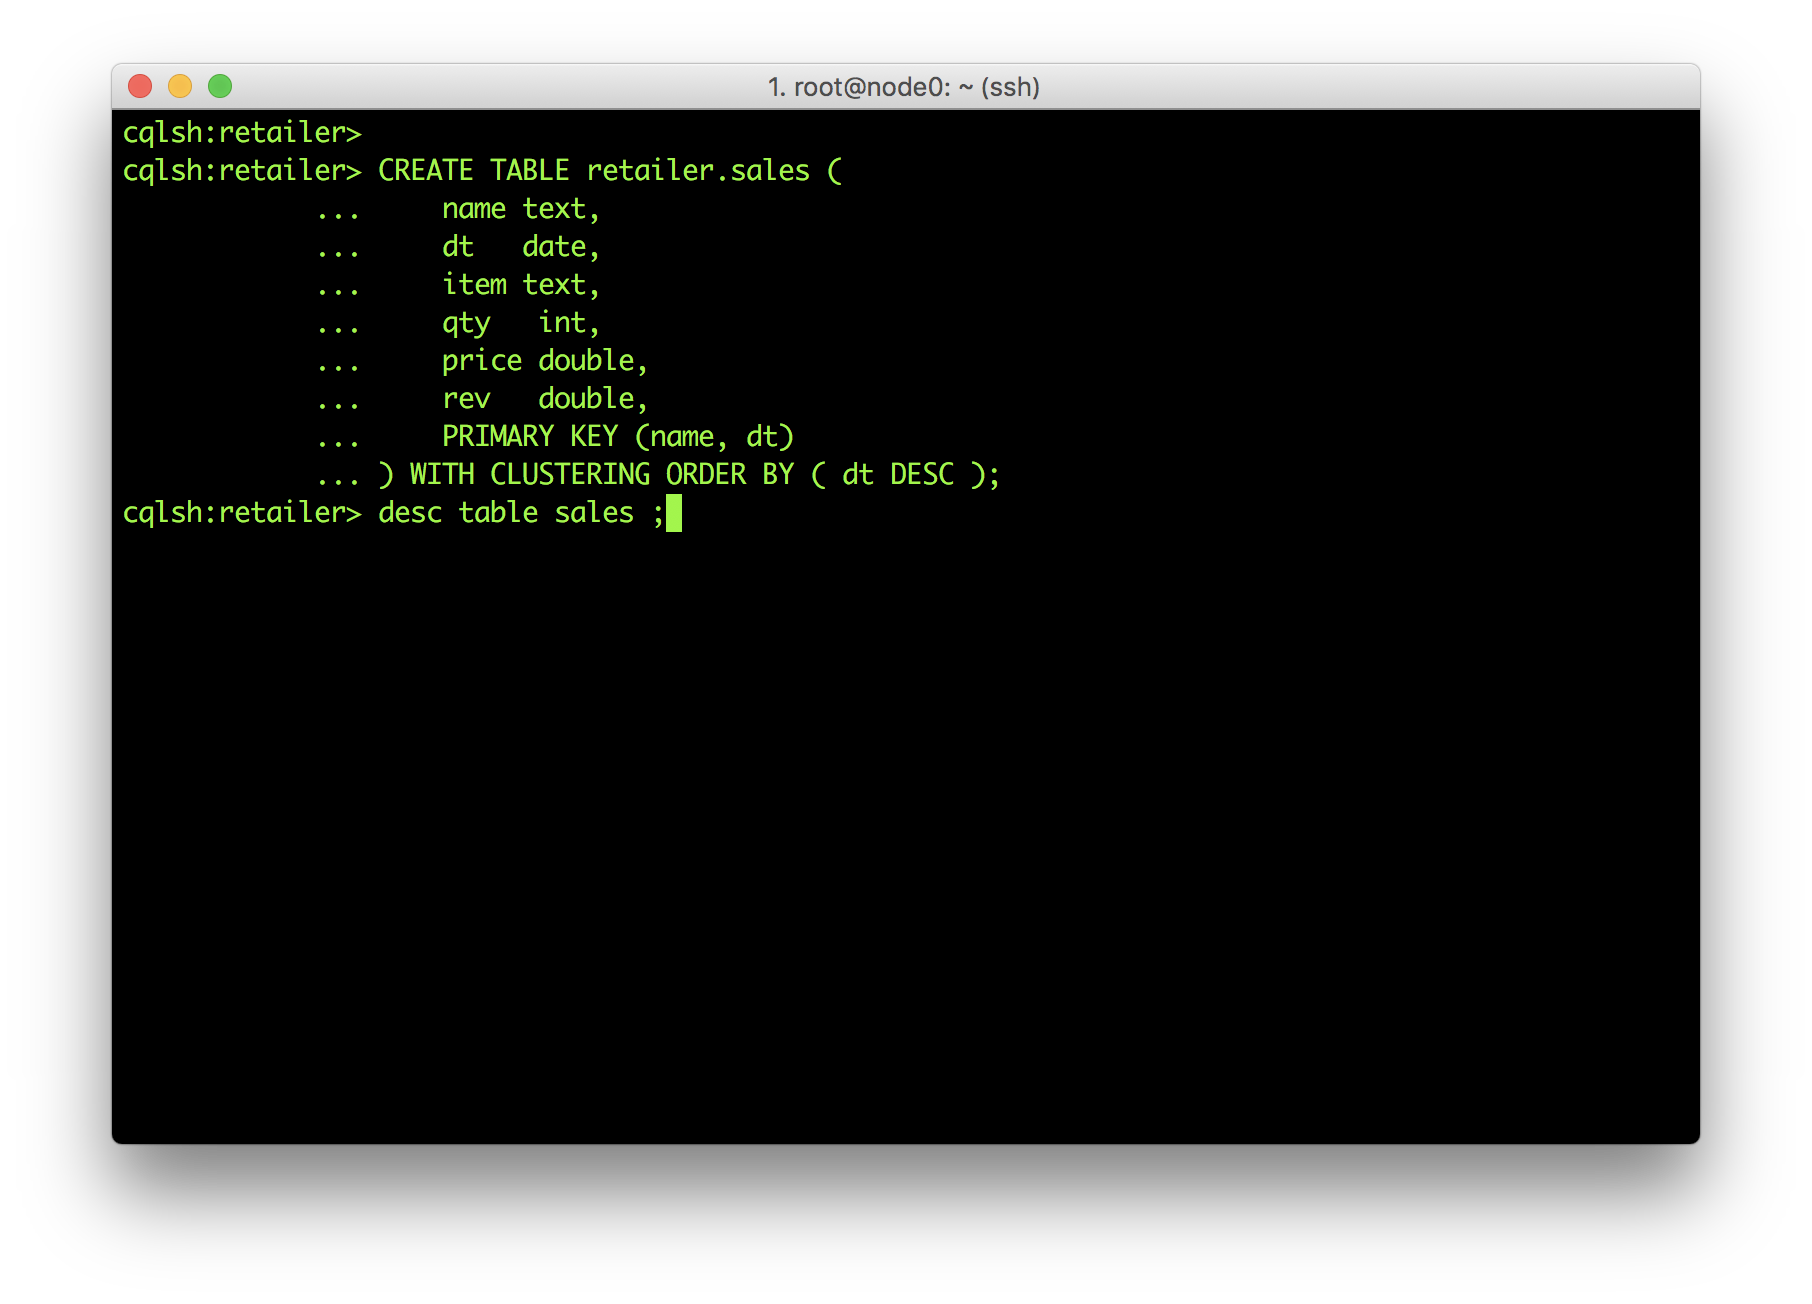 1. root@node0: ~ (ssh)
cqlsh:retailer>
cqlsh:retailer> CREATE TABLE retailer.sales (
            ...     name text,
            ...     dt   date,
            ...     item text,
            ...     qty   int,
            ...     price double,
            ...     rev   double,
            ...     PRIMARY KEY (name, dt)
            ... ) WITH CLUSTERING ORDER BY ( dt DESC );
cqlsh:retailer> desc table sales ;